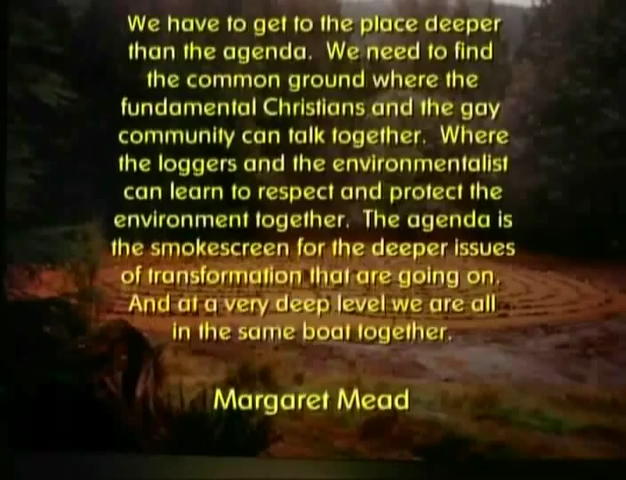 We have to get to the place deeper
than the agenda. We need to find
the common ground where the
fundamental Christians and the gay
community can talk together. Where
the loggers and the environmentalist
can learn to respect and protect the
environment together. The agenda is
the smokescreen for the deeper issues
of transformation that are going on.
And at a very deep level we are all
in the same boat together.
Margaret Mead